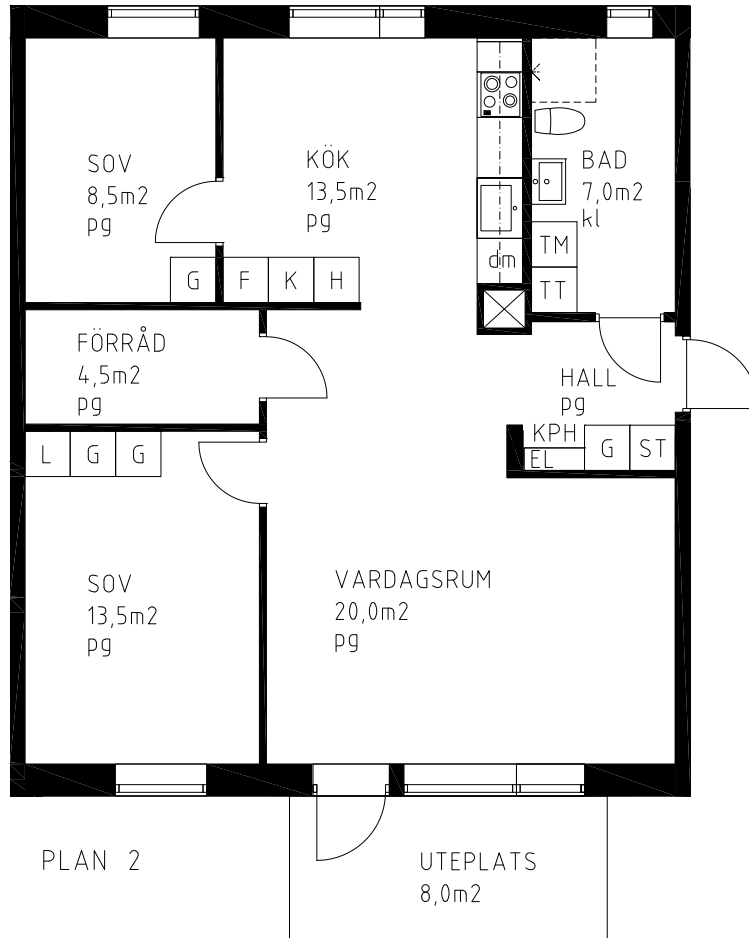 SOV
8,5m2
pg
KÖK
13,5m2
pg
BAD
7,0m2
kl
TM
TT
dm
G
F
K
H
FÖRRÅD
4,5m2
pg
HALL
pg
KPH
EL
G
ST
L
G
G
SOV
13,5m2
pg
VARDAGSRUM
20,0m2
pg
PLAN 2
UTEPLATS
8,0m2